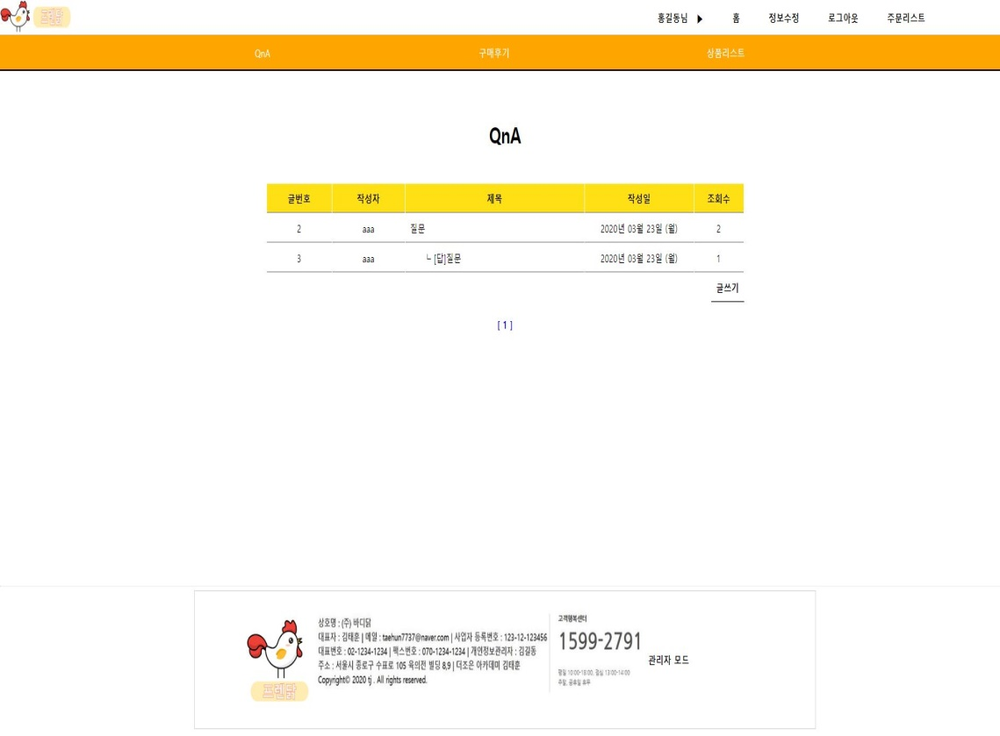 프렌닭
홍길동님 ▶ 홈 정보수정 로그아웃 주문리스트
QnA 구매후기 상품리스트
QnA
글번호 작성자 제목 작성일 조회수
2 aaa 질문 2020년 03월 23일 (월) 2
3 aaa ┗ [답]질문 2020년 03월 23일 (월) 1
글쓰기
[ 1 ]
상호명 : (주) 바디닭
대표자 : 김태훈 | 메일 : taehun7737@naver.com | 사업자 등록번호 : 123-12-123456
대표번호 : 02-1234-1234 | 팩스번호 : 070-1234-1234 | 개인정보관리자 : 김길동
주소 : 서울시 종로구 수표로 105 육의전 빌딩 8,9 | 더조은 아카데미 김태훈
Copyright© 2020 tj . All rights reserved.
프렌닭
고객행복센터
1599-2791
평일 10:00-18:00, 점심 13:00-14:00
주말, 공휴일 휴무
관리자 모드